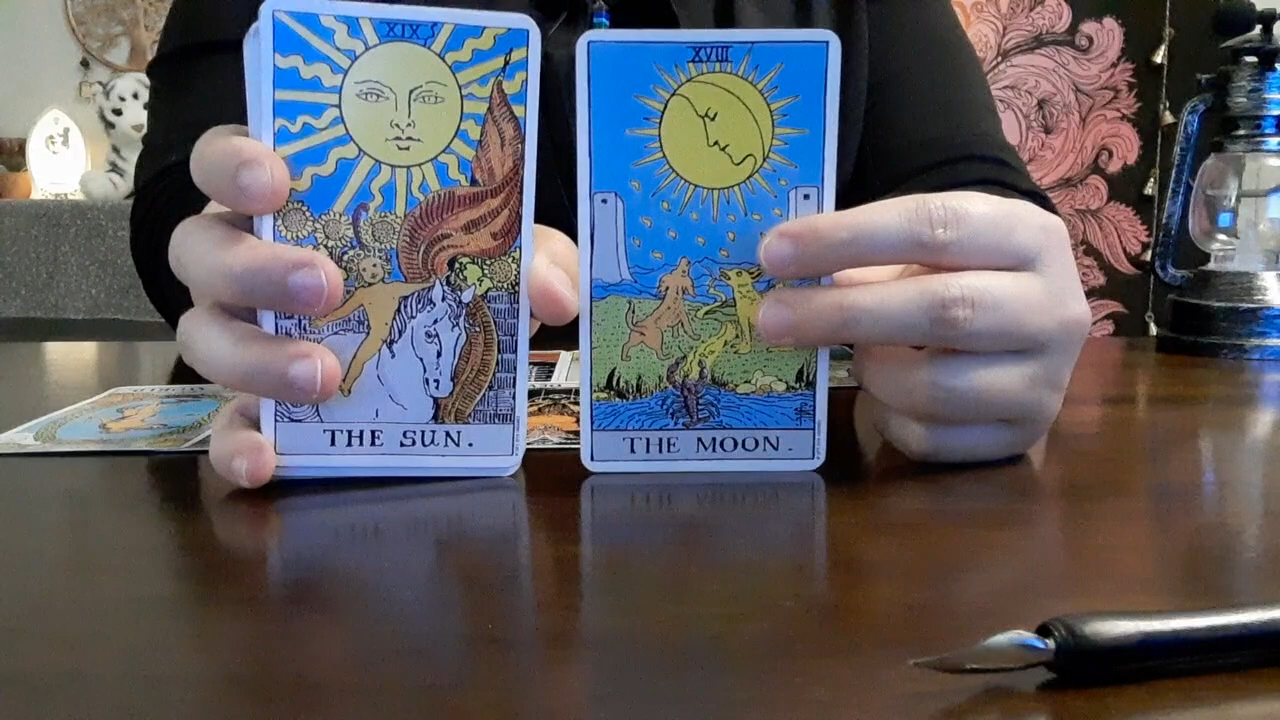 XIX
THE SUN.
XVIII
THE MOON.